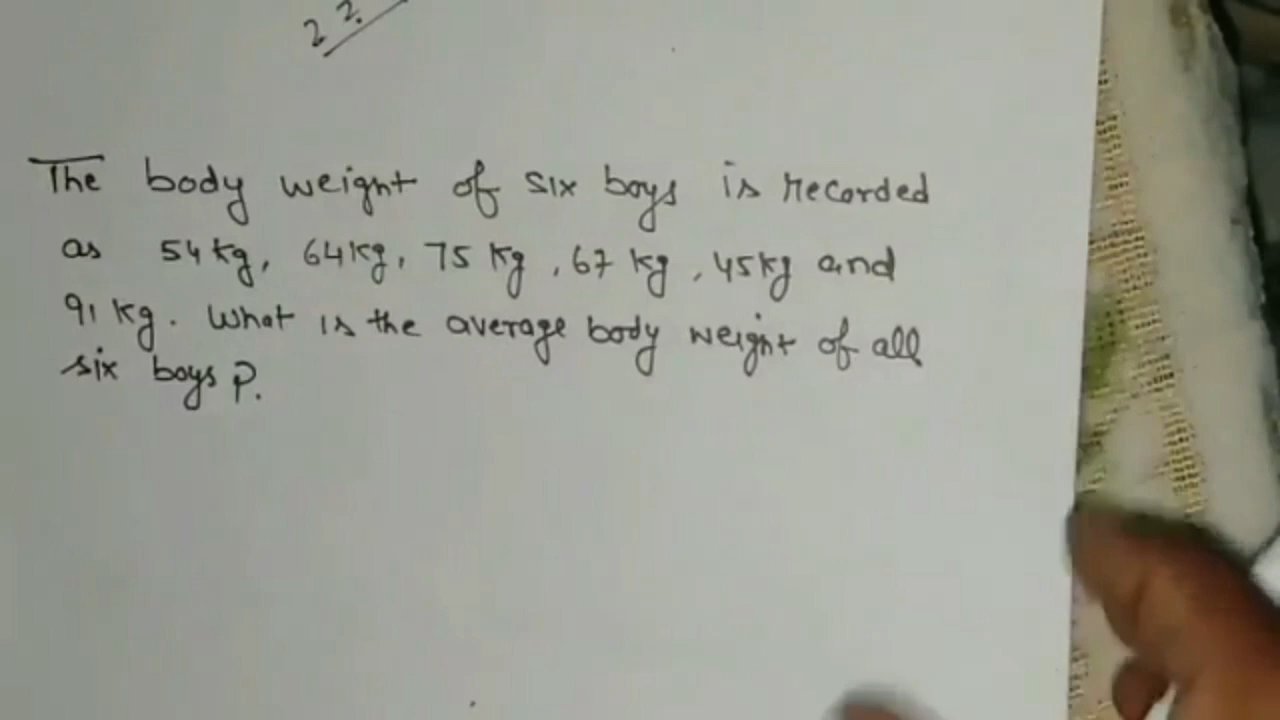 22.
The body weight of six boys is recorded
as 54 kg, 64 kg, 75 kg, 67 kg, 45 kg and
91 kg. What is the average body weight of all
six boys ?.